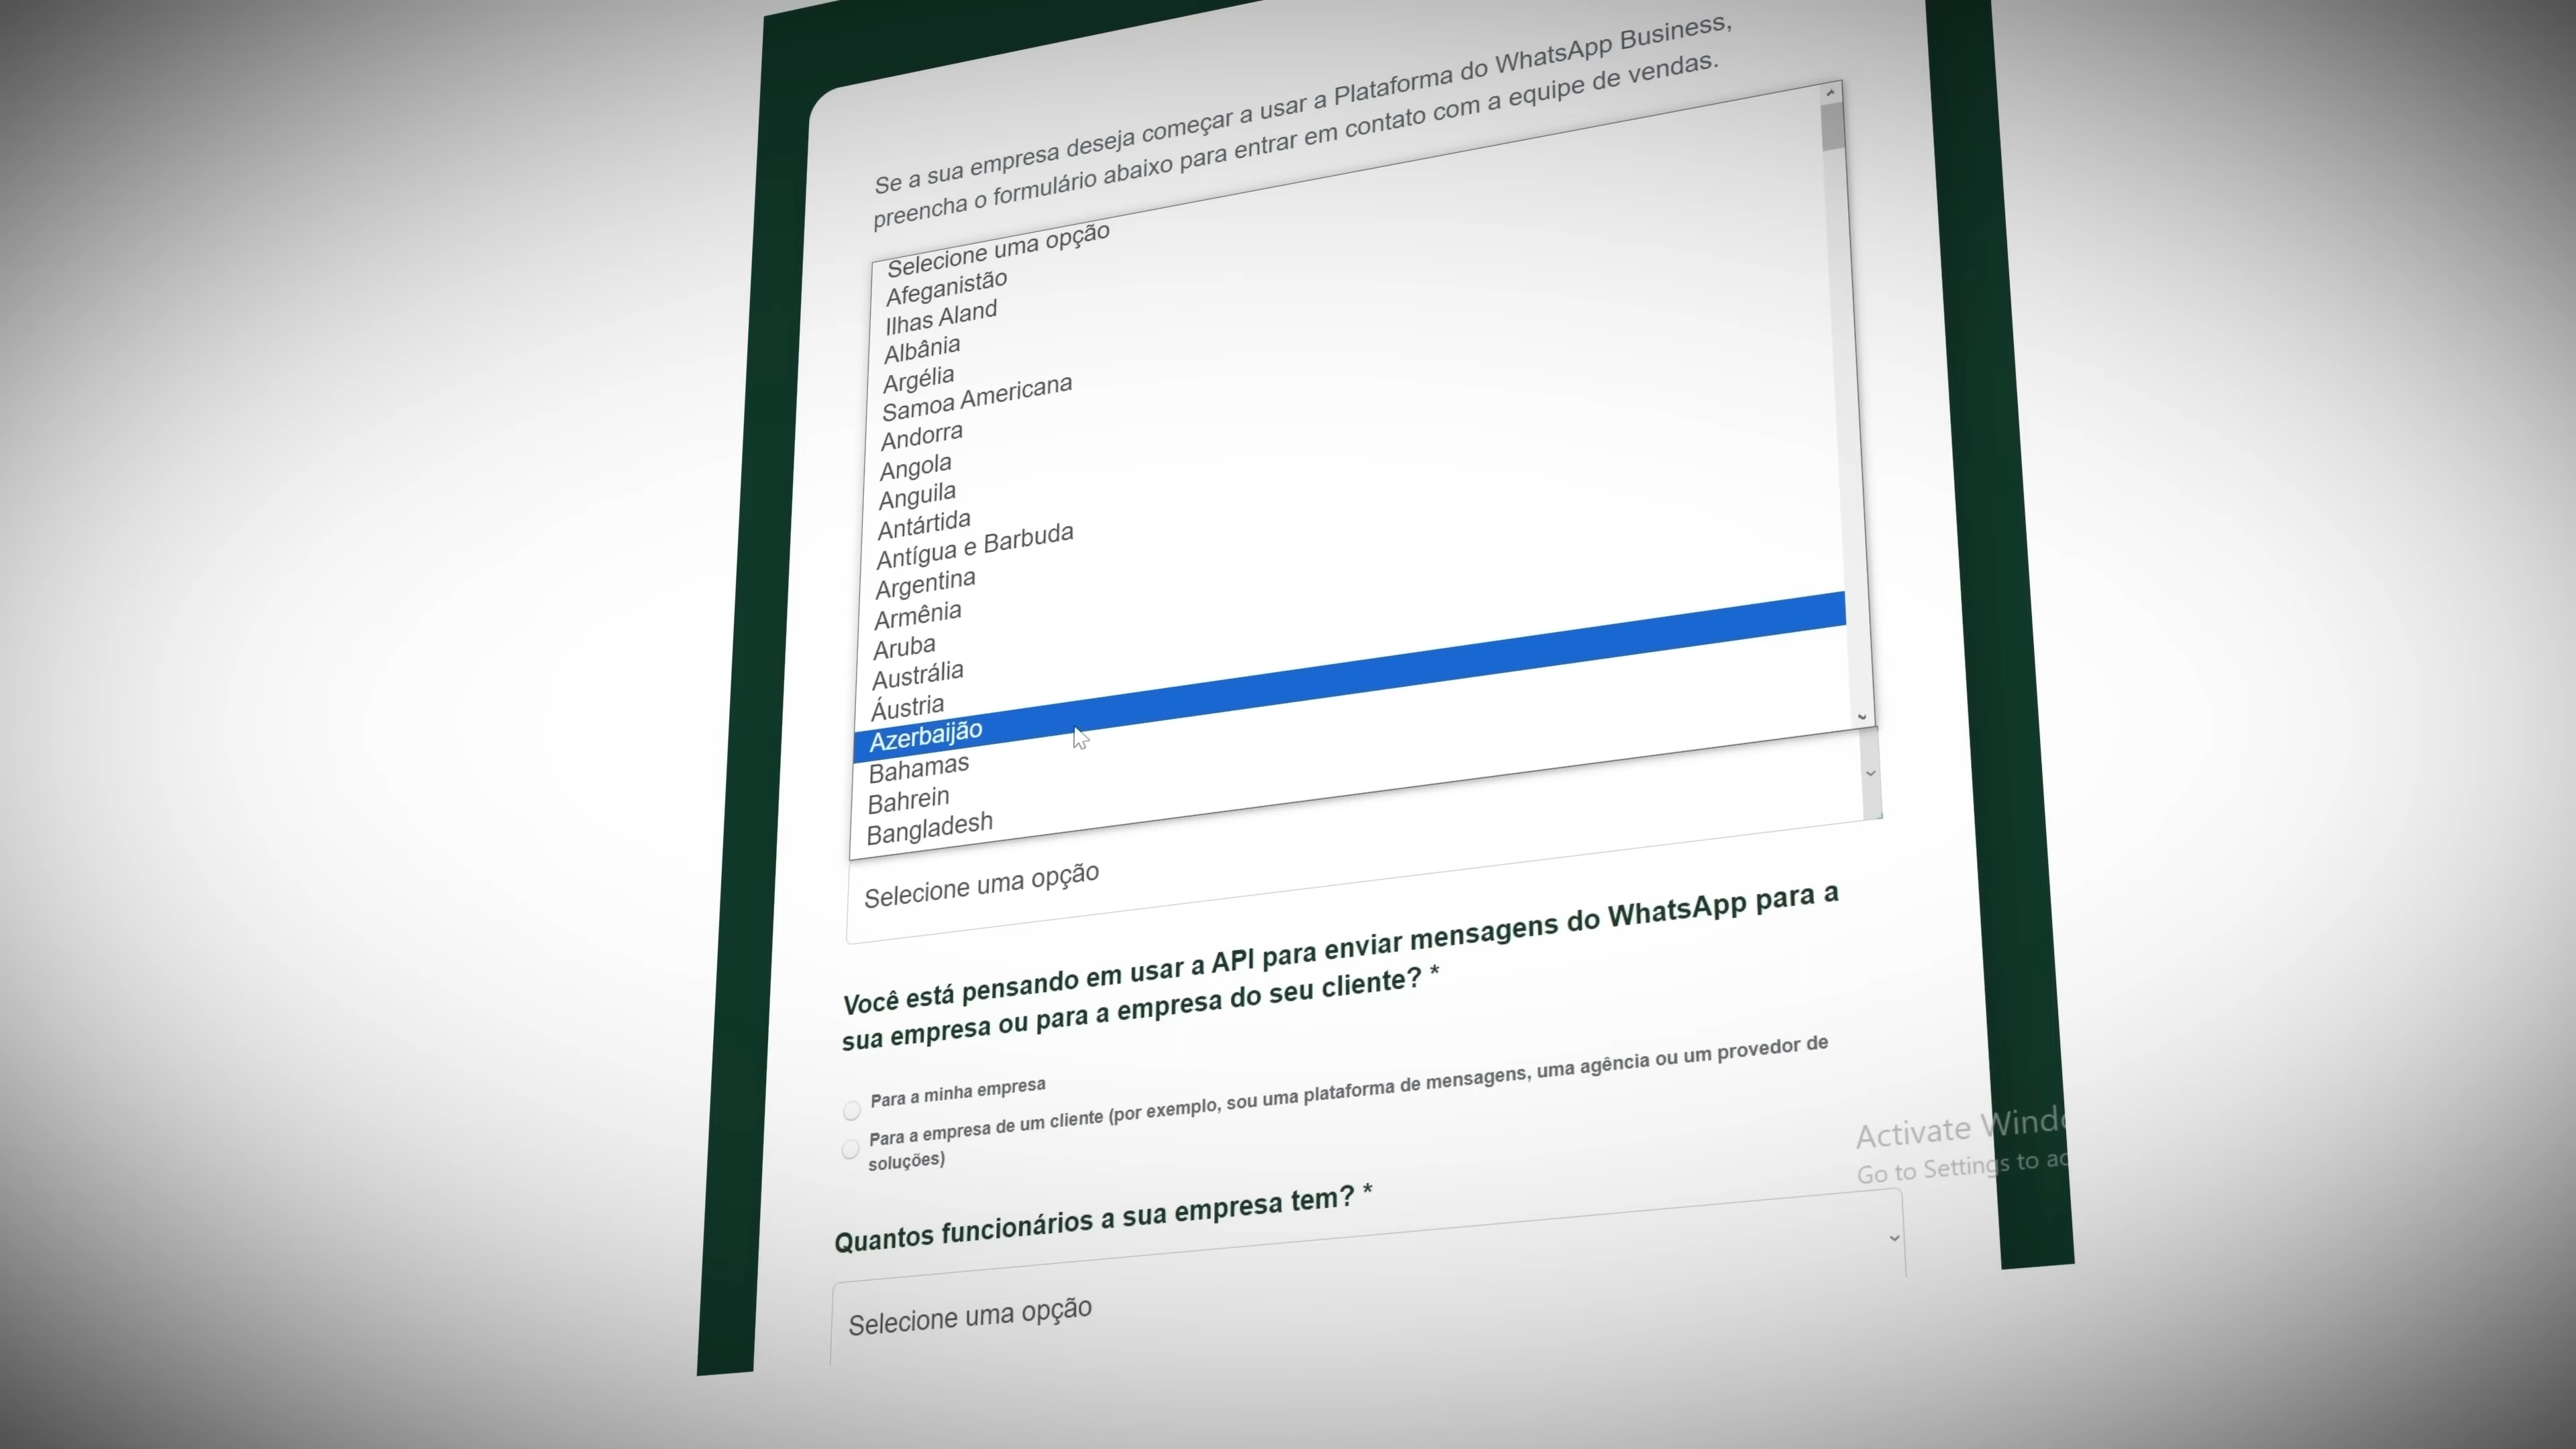 Se a sua empresa deseja começar a usar a Plataforma do WhatsApp Business,
preencha o formulário abaixo para entrar em contato com a equipe de vendas.
Selecione uma opção
Afeganistão
Ilhas Aland
Albânia
Argélia
Samoa Americana
Andorra
Angola
Anguila
Antártida
Antígua e Barbuda
Argentina
Armênia
Aruba
Austrália
Áustria
Azerbaijão
Bahamas
Bahrein
Bangladesh
Selecione uma opção
Você está pensando em usar a API para enviar mensagens do WhatsApp para a
sua empresa ou para a empresa do seu cliente? *
Para a minha empresa
Para a empresa de um cliente (por exemplo, sou uma plataforma de mensagens, uma agência ou um provedor de
soluções)
Activate
Go to Settings to
Quantos funcionários a sua empresa tem? *
Selecione uma opção